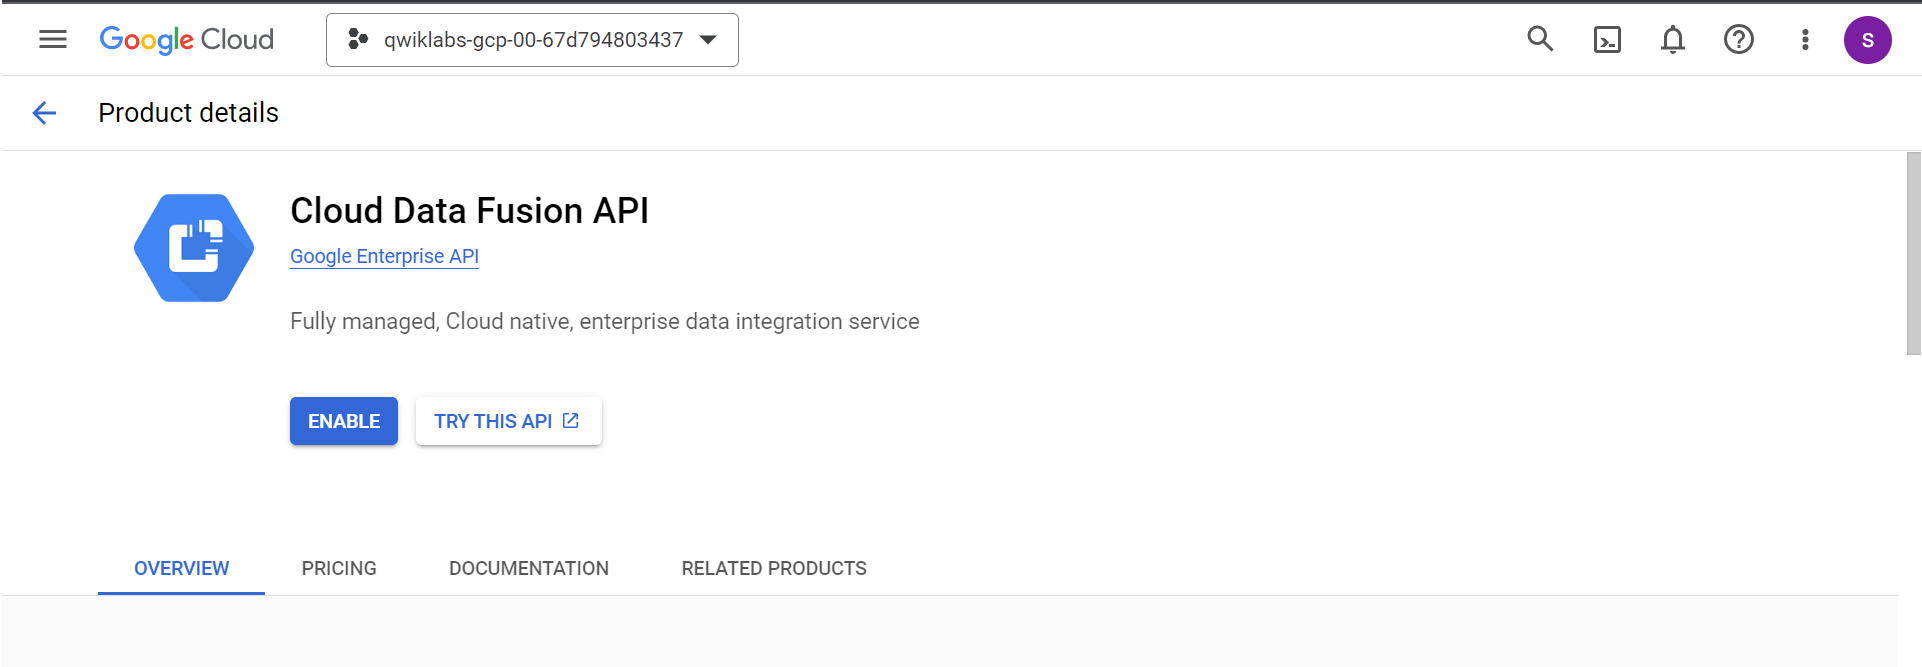 Google Cloud
qwiklabs-gcp-00-67d794803437
S
Product details
Cloud Data Fusion API
Google Enterprise API
Fully managed, Cloud native, enterprise data integration service
ENABLE TRY THIS API
OVERVIEW PRICING DOCUMENTATION RELATED PRODUCTS